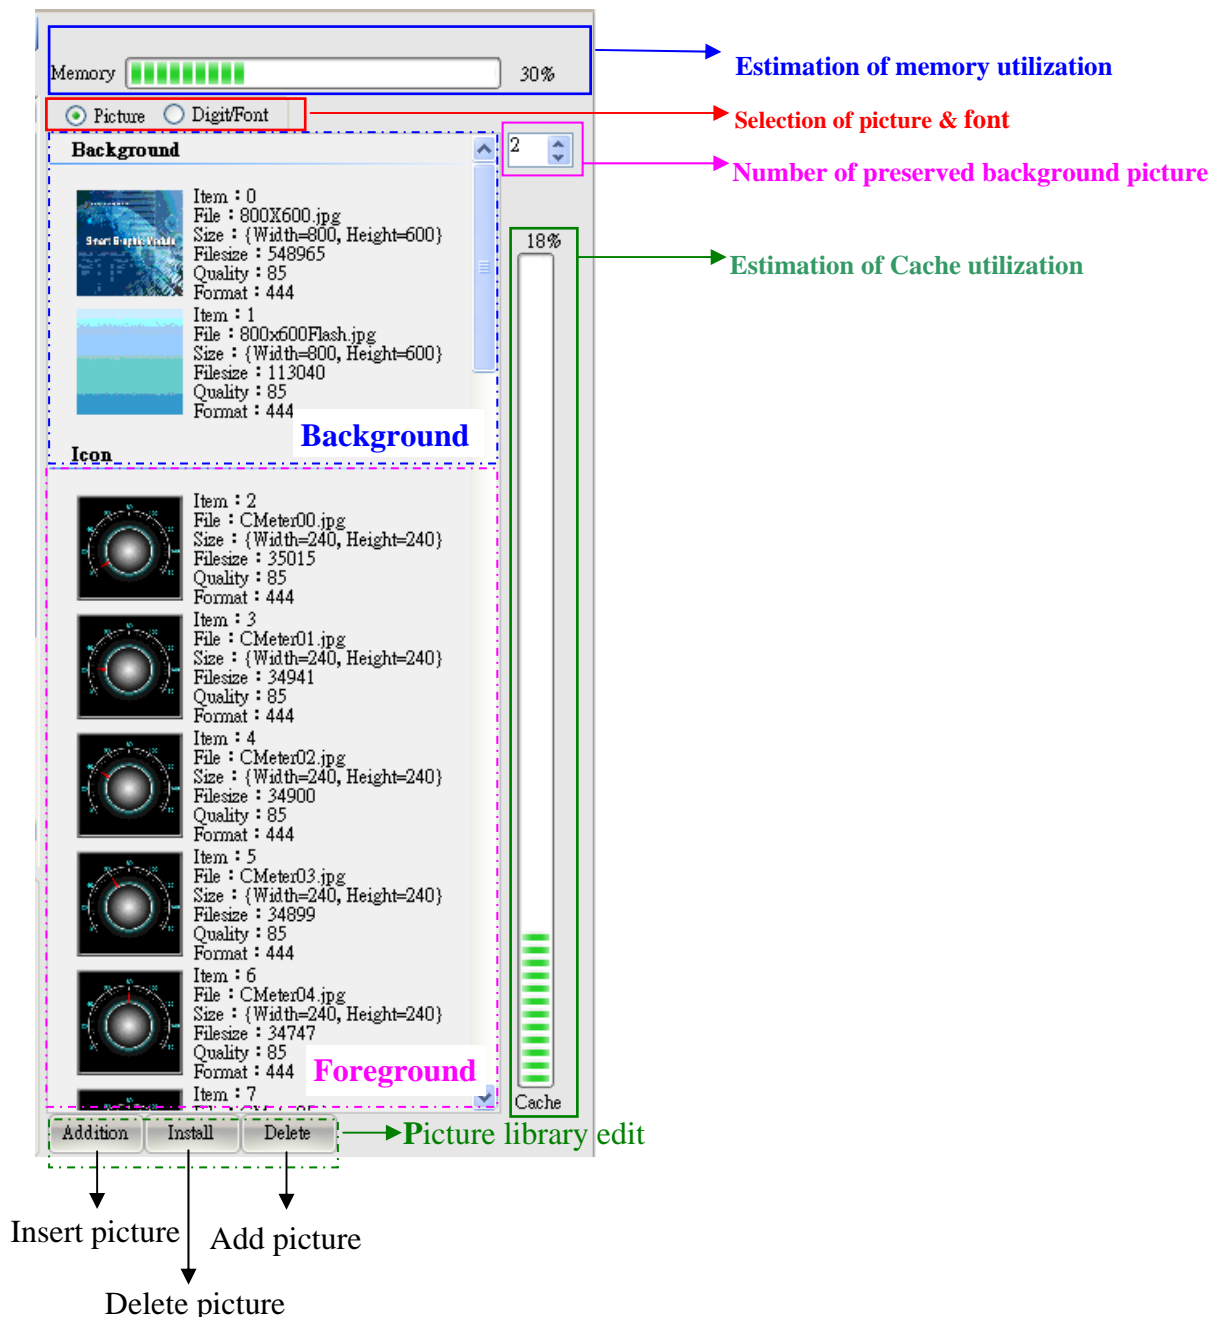 Memory 30%
Estimation of memory utilization
Picture Digit/Font
Selection of picture & font
2
Number of preserved background picture
Background
Smart Graphic Module
Item：0
File：800X600.jpg
Size：{Width=800, Height=600}
Filesize：548965
Quality：85
Format：444
Item：1
File：800x600Flash.jpg
Size：{Width=800, Height=600}
Filesize：113040
Quality：85
Format：444
Background
18%
Estimation of Cache utilization
Icon
Item：2
File：CMeter00.jpg
Size：{Width=240, Height=240}
Filesize：35015
Quality：85
Format：444
Item：3
File：CMeter01.jpg
Size：{Width=240, Height=240}
Filesize：34941
Quality：85
Format：444
Item：4
File：CMeter02.jpg
Size：{Width=240, Height=240}
Filesize：34900
Quality：85
Format：444
Item：5
File：CMeter03.jpg
Size：{Width=240, Height=240}
Filesize：34899
Quality：85
Format：444
Item：6
File：CMeter04.jpg
Size：{Width=240, Height=240}
Filesize：34747
Quality：85
Format：444
Foreground
Item：7
Cache
Addition Install Delete
Picture library edit
Insert picture
Add picture
Delete picture